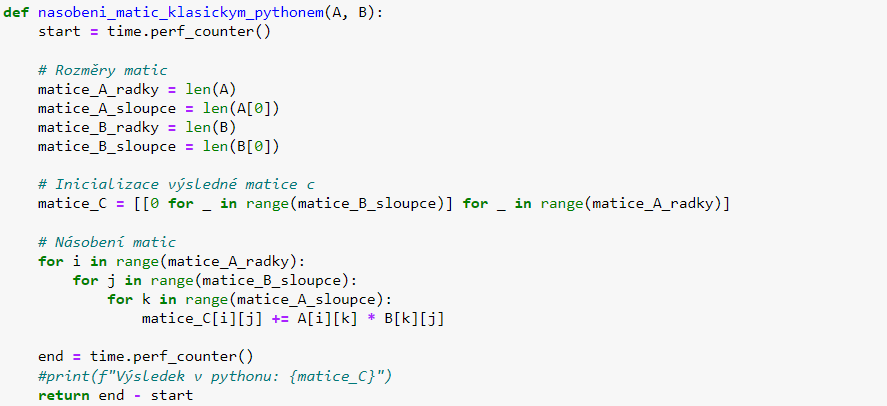 def nasobeni_matic_klasickym_pythonem(A, B):
    start = time.perf_counter()

    # Rozměry matic
    matice_A_radky = len(A)
    matice_A_sloupce = len(A[0])
    matice_B_radky = len(B)
    matice_B_sloupce = len(B[0])

    # Inicializace výsledné matice c
    matice_C = [[0 for _ in range(matice_B_sloupce)] for _ in range(matice_A_radky)]

    # Násobení matic
    for i in range(matice_A_radky):
        for j in range(matice_B_sloupce):
            for k in range(matice_A_sloupce):
                matice_C[i][j] += A[i][k] * B[k][j]

    end = time.perf_counter()
    #print(f"Výsledek v pythonu: {matice_C}")
    return end - start